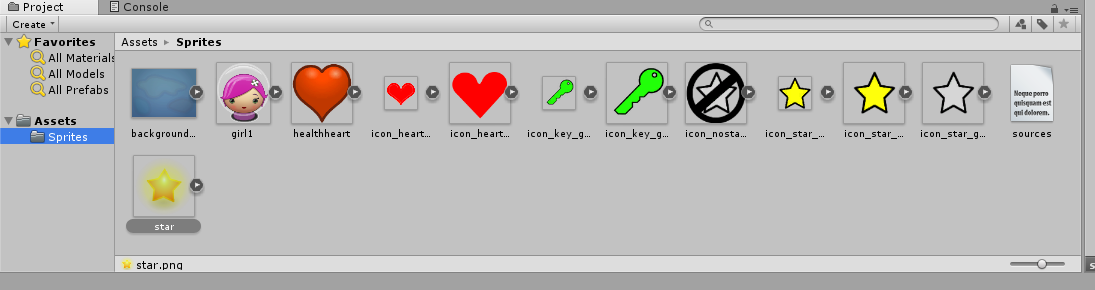 Project Console
Create
Favorites
All Materials
All Models
All Prefabs
Assets
Sprites
Assets ▸ Sprites
background... girl1 healthheart icon_heart... icon_heart... icon_key_g... icon_key_g... icon_nosta... icon_star_... icon_star_... icon_star_g... sources
Neque porro
quisquam est
qui dolorem.
star
star.png